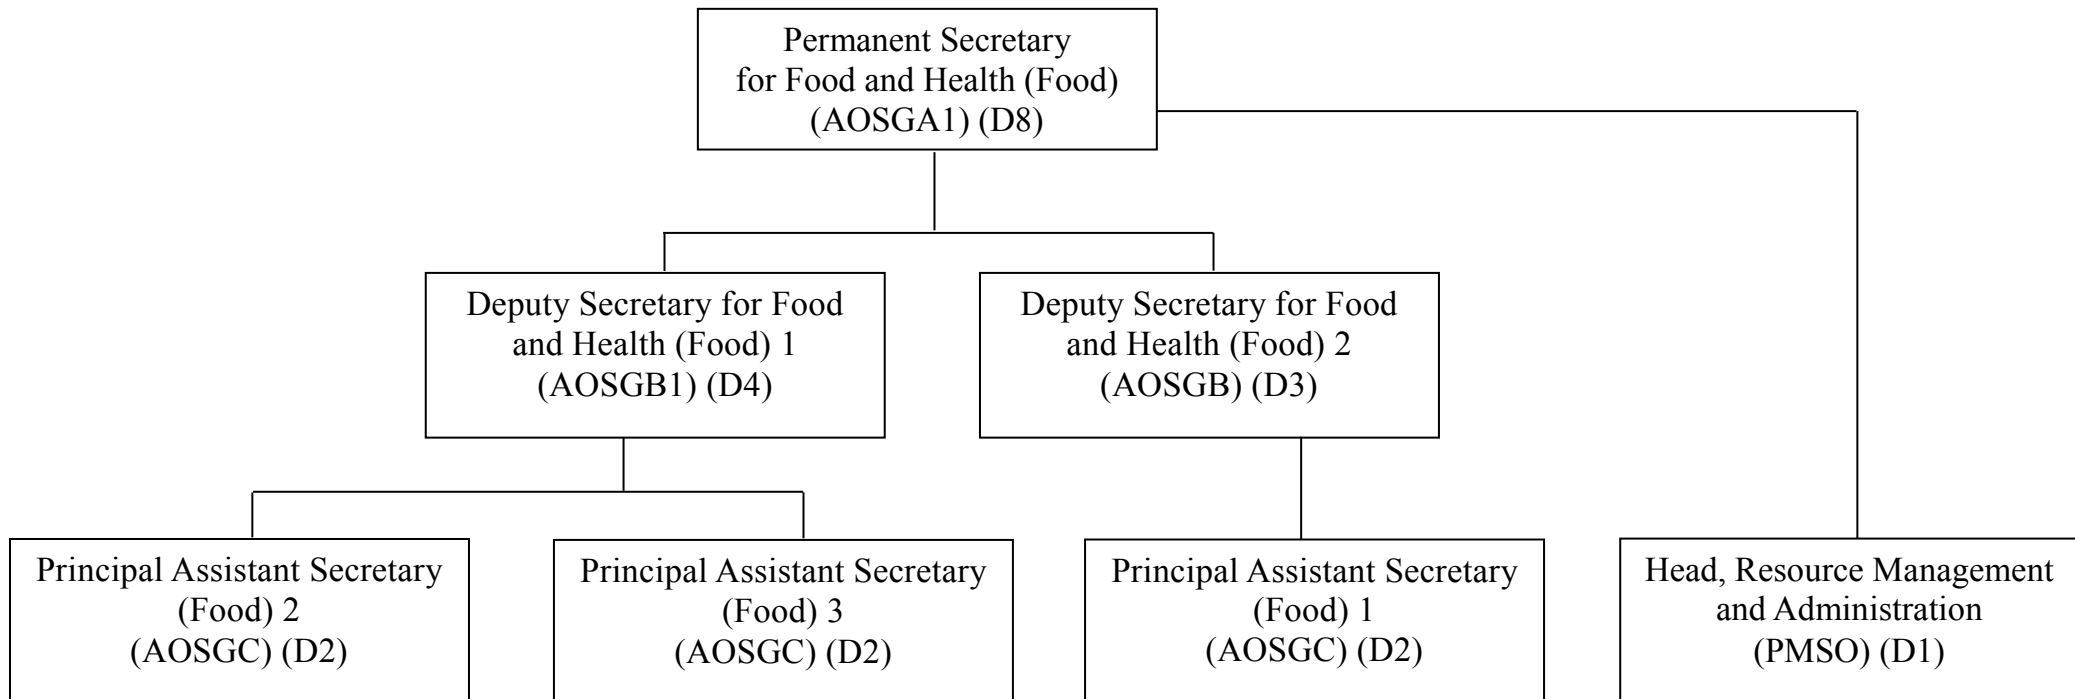 Permanent Secretary
for Food and Health (Food)
(AOSGA1) (D8)
Deputy Secretary for Food
and Health (Food) 1
(AOSGB1) (D4)
Deputy Secretary for Food
and Health (Food) 2
(AOSGB) (D3)
Principal Assistant Secretary
(Food) 2
(AOSGC) (D2)
Principal Assistant Secretary
(Food) 3
(AOSGC) (D2)
Principal Assistant Secretary
(Food) 1
(AOSGC) (D2)
Head, Resource Management
and Administration
(PMSO) (D1)